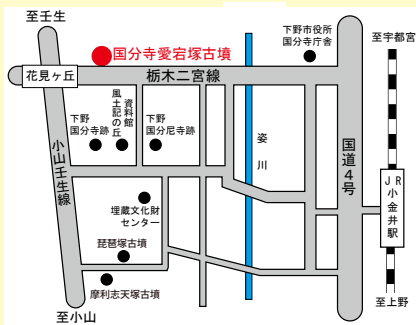 至壬生
国分寺愛宕塚古墳
下野市役所
国分寺庁舎
至宇都宮
花見ヶ丘
栃木二宮線
下野
国分寺跡
風土記の丘
資料館
下野
国分尼寺跡
姿川
国道4号
小山壬生線
JR小金井駅
埋蔵文化財
センター
琵琶塚古墳
摩利志天塚古墳
至小山
至上野